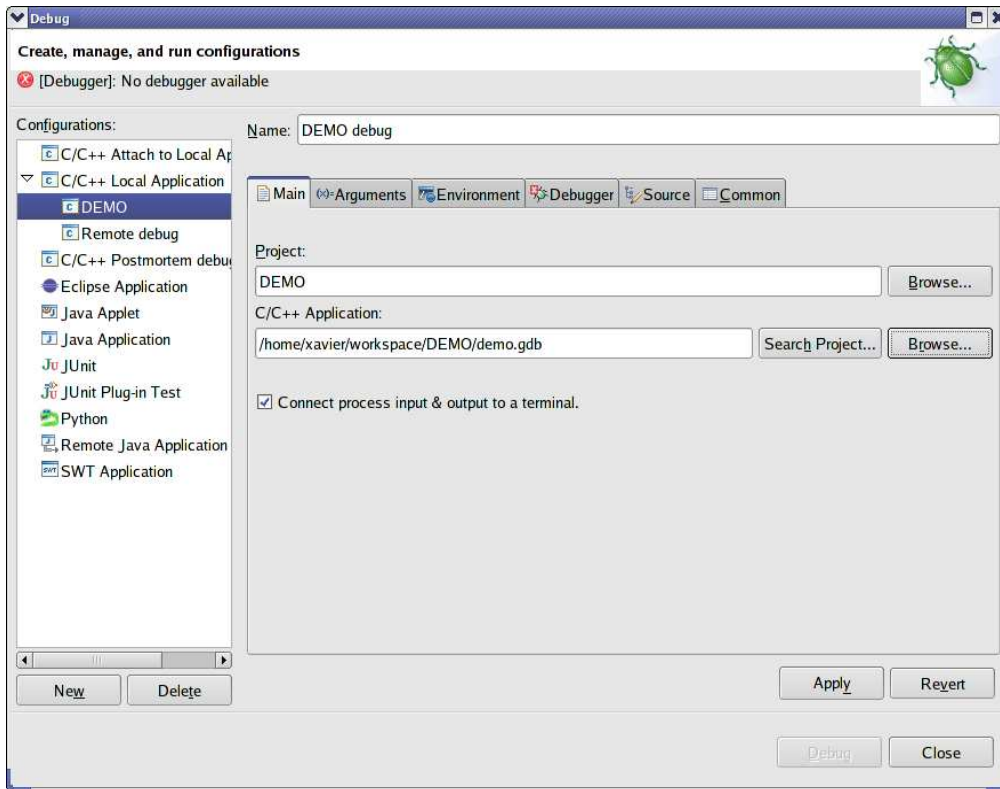 Debug
Create, manage, and run configurations
[Debugger]: No debugger available
Configurations:
C/C++ Attach to Local Ap
C/C++ Local Application
DEMO
Remote debug
C/C++ Postmortem debu
Eclipse Application
Java Applet
Java Application
Ju JUnit
JUnit Plug-in Test
Python
Remote Java Application
SWT Application
New
Delete
Name: DEMO debug
Main (x)= Arguments Environment Debugger Source Common
Project:
DEMO
Browse...
C/C++ Application:
/home/xavier/workspace/DEMO/demo.gdb
Search Project...
Browse...
Connect process input & output to a terminal.
Apply
Revert
Debug
Close